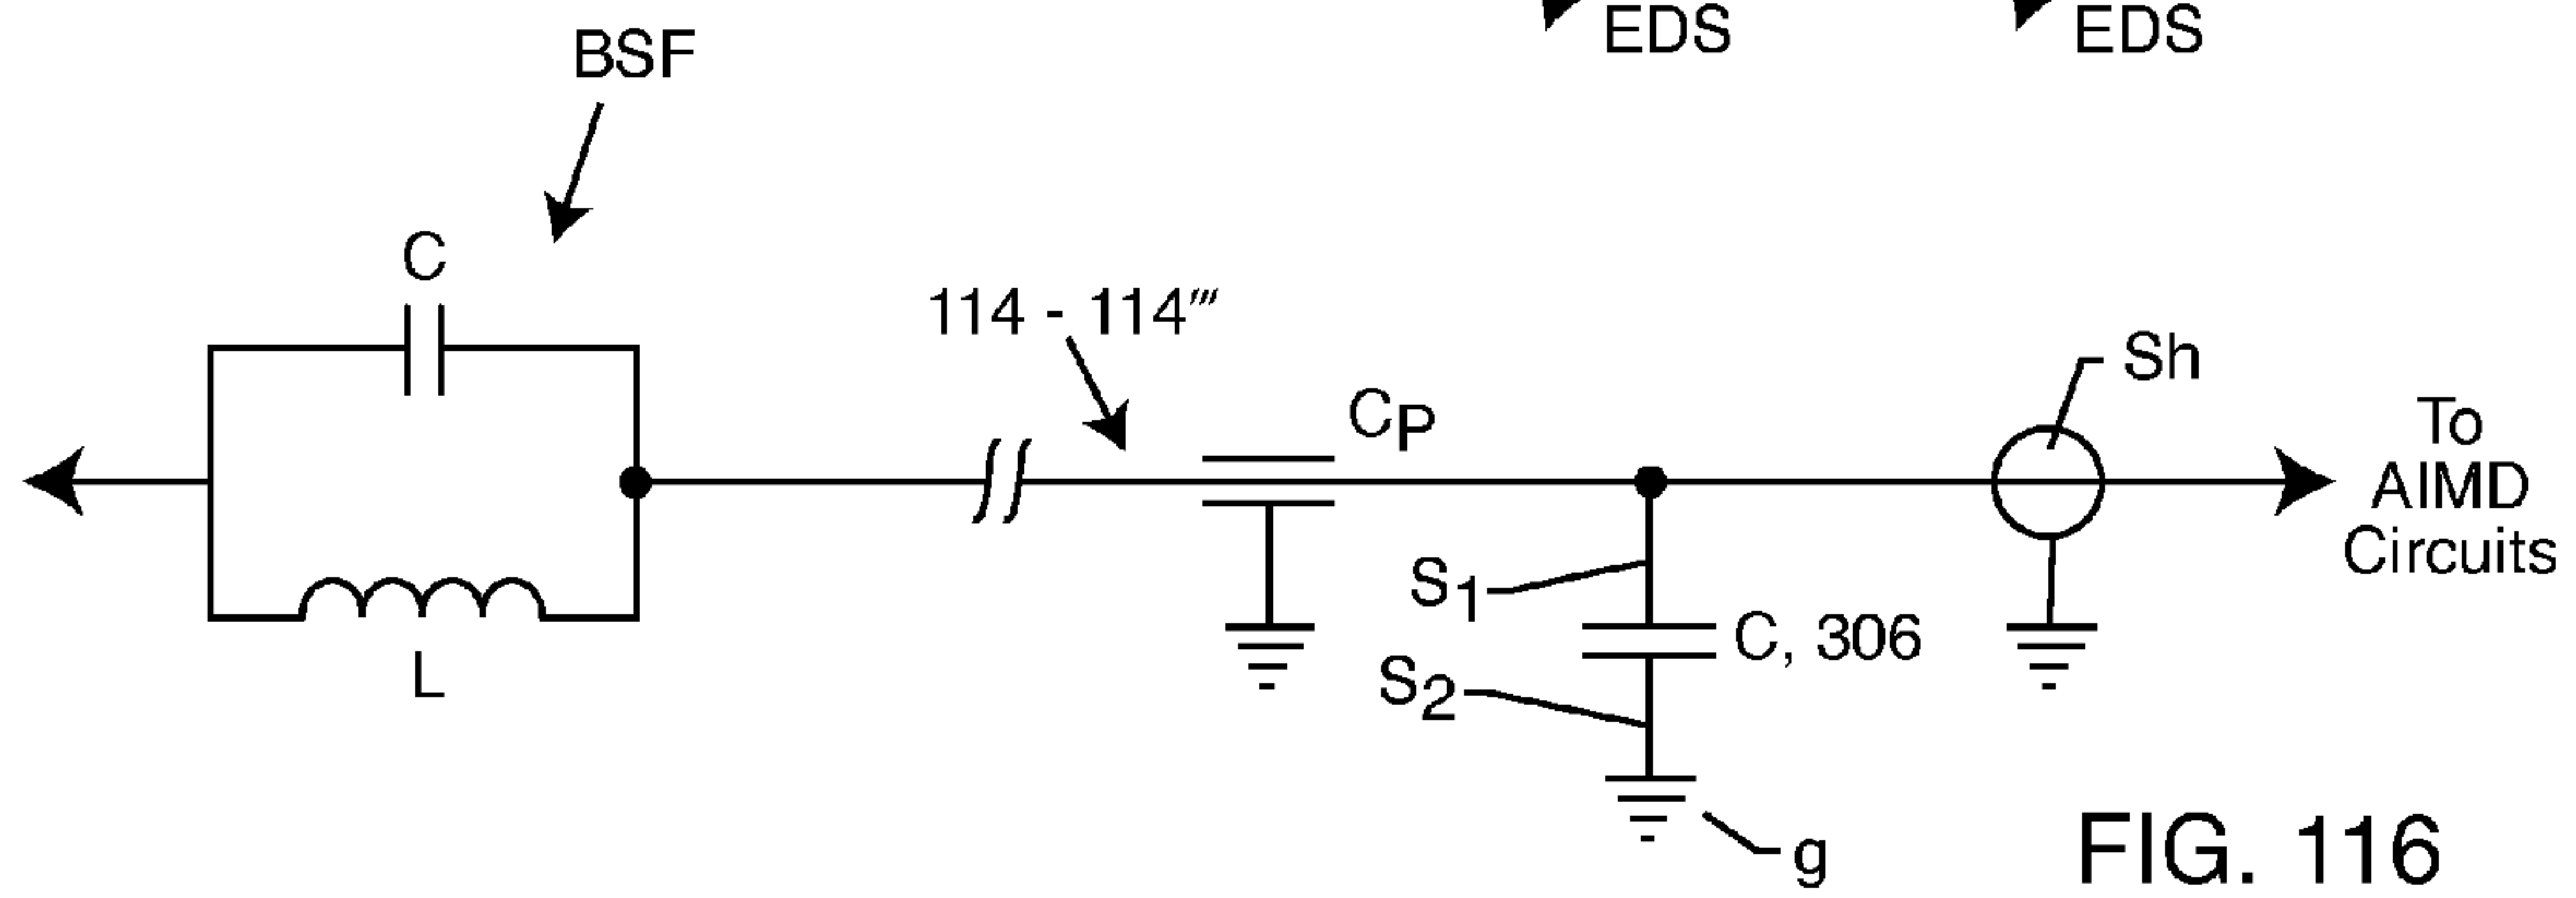 EDS
EDS
BSF
C
114 - 114‴
Sh
CP
To
AIMD
Circuits
S1
C, 306
L
S2
g
FIG. 116